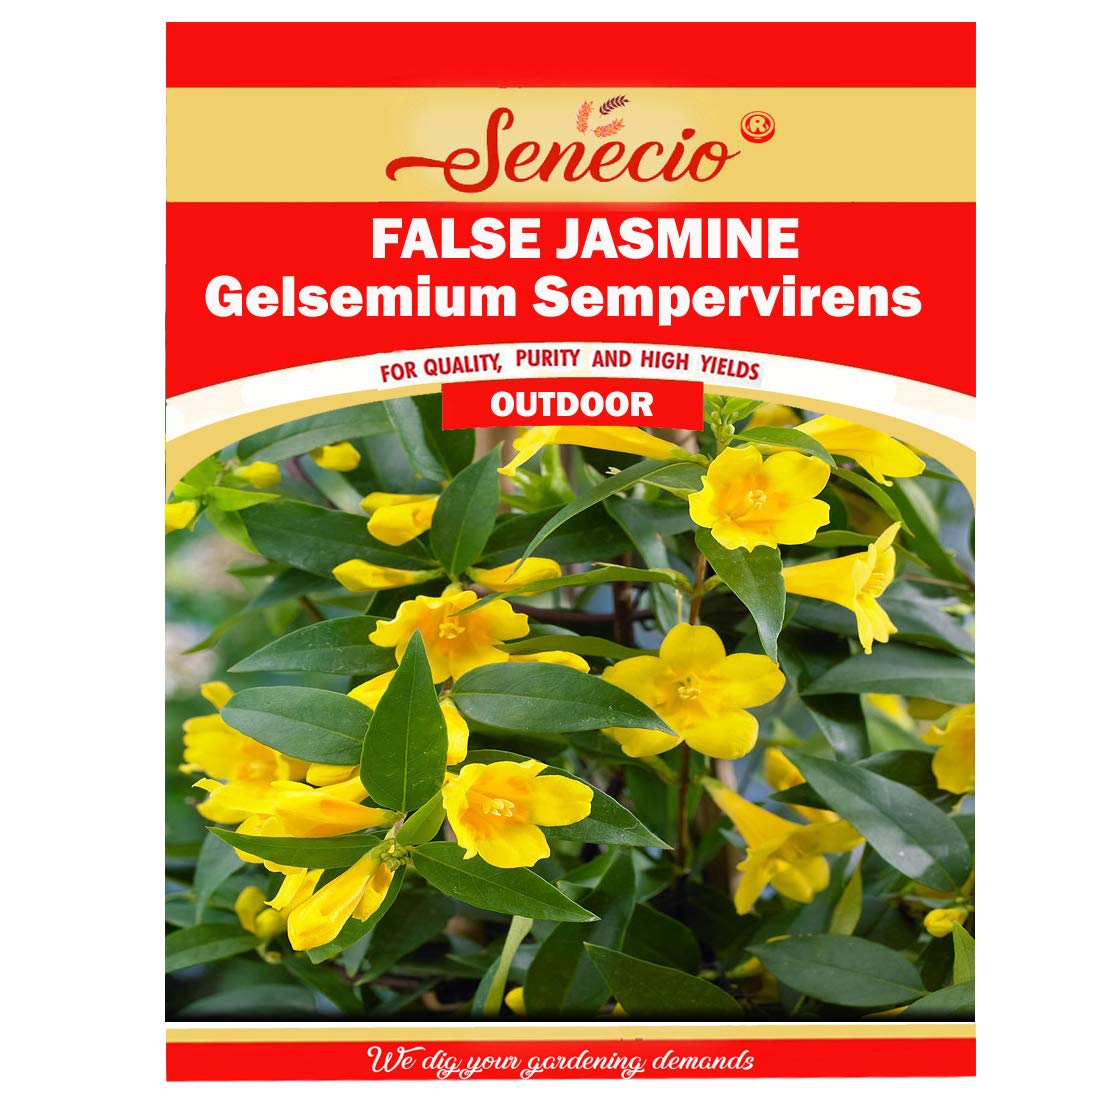 Senecio®
FALSE JASMINE
Gelsemium Sempervirens
FOR QUALITY, PURITY AND HIGH YIELDS
OUTDOOR
We dig your gardening demands